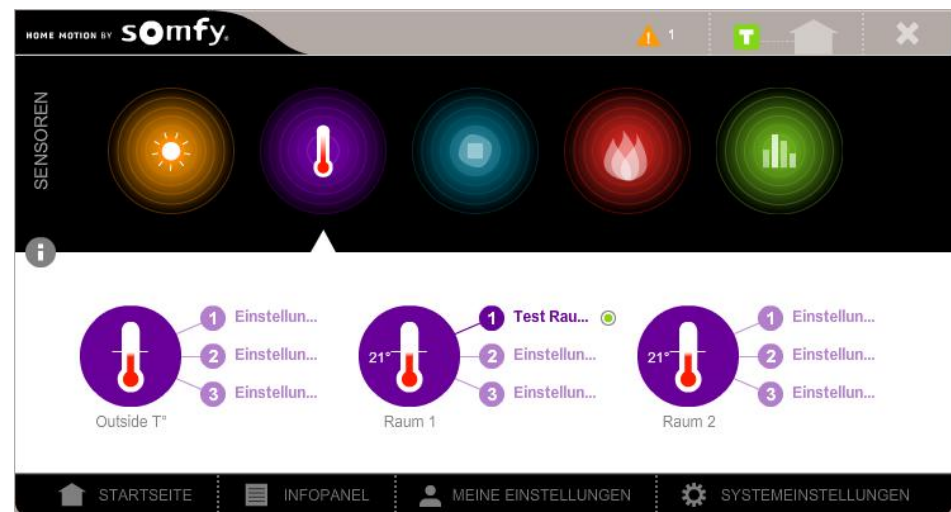 HOME MOTION BY somfy.
1
T
SENSOREN
i
1 Einstellun...
2 Einstellun...
3 Einstellun...
Outside T°
21°
1 Test Rau...
2 Einstellun...
3 Einstellun...
Raum 1
21°
1 Einstellun...
2 Einstellun...
3 Einstellun...
Raum 2
STARTSEITE
INFOPANEL
MEINE EINSTELLUNGEN
SYSTEMEINSTELLUNGEN